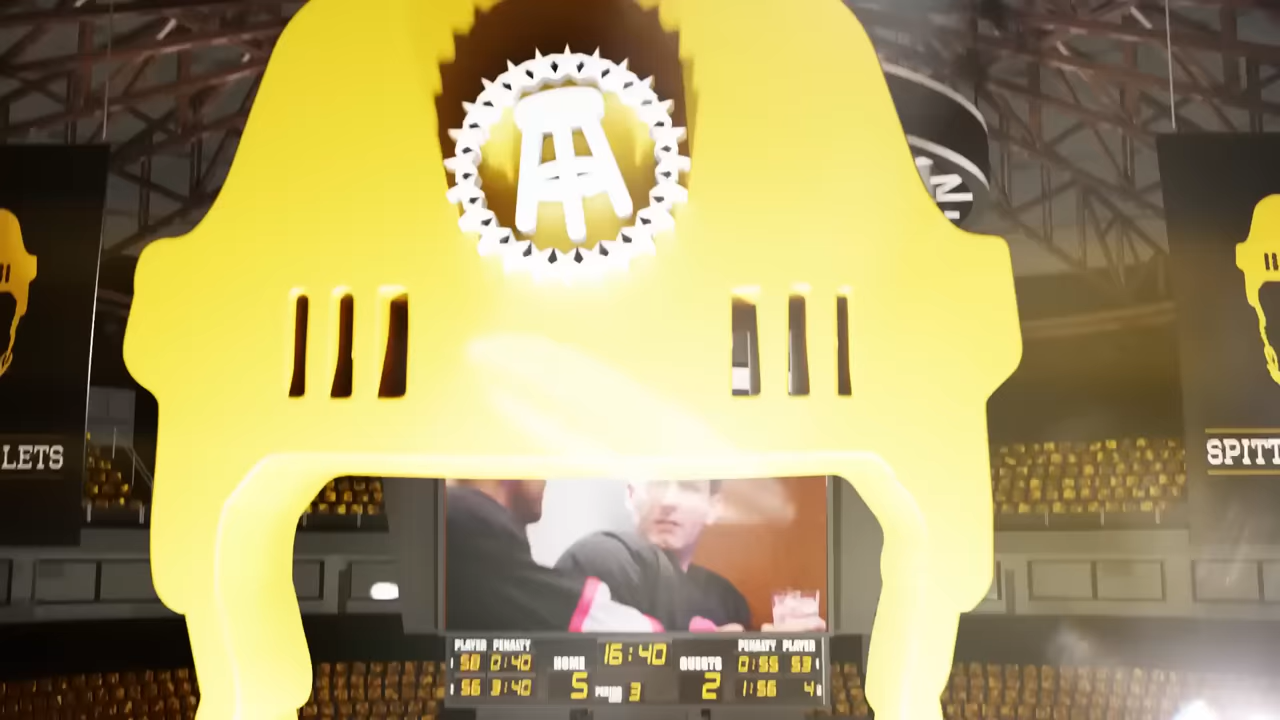 LETS
SPITT
PLAYER PENALTY
16:40
PENALTY PLAYER
58 0:40
HOME
GUESTS
0:55 53
56 3:40
5
PERIOD 3
2
1:56 4